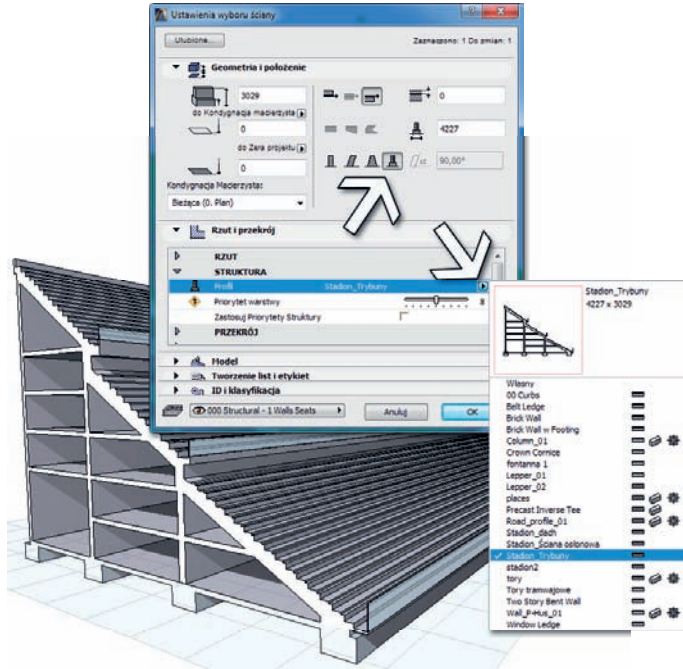 Ustawienia wyboru ściany
Ulubione...
Zaznaczono: 1 Do zmian: 1
Geometria i położenie
3029
0
do Kondygnacja macierzysta
0
4227
do Zera projektu
0
90,00°
Kondygnacja Macierzysta:
Bieżąca (0. Plan)
Rzut i przekrój
RZUT
STRUKTURA
Profil Stadion_Trybuny
Priorytet warstwy 8
Zastosuj Priorytety Struktury
PRZEKRÓJ
Model
Tworzenie list i etykiet
ID i klasyfikacja
000 Structural - 1 Walls Seats
Anuluj
OK
Stadion_Trybuny
4227 x 3029
Własny
00 Curbs
Belt Ledge
Brick Wall
Brick Wall w Footing
Column_01
Crown Cornice
fontanna 1
Lepper_01
Lepper_02
places
Precast Inverse Tee
Road_profile_01
Stadion_dach
Stadion_Ściana osłonowa
Stadion_Trybuny
stadion2
tory
Tory tramwajowe
Two Story Bent Wall
Wall_P-Hus_01
Window Ledge